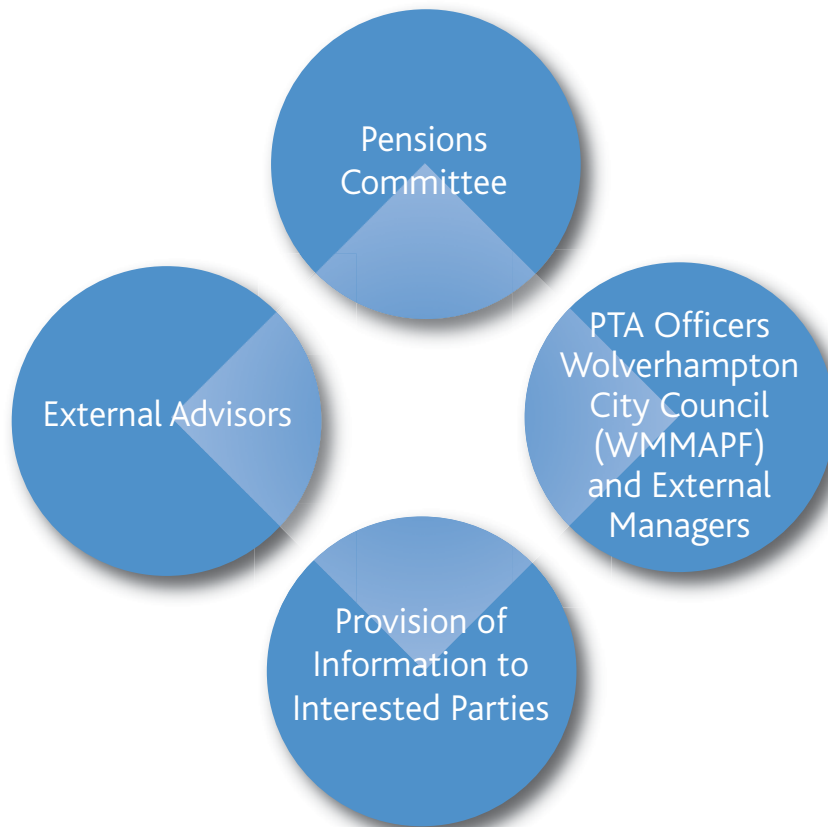 Pensions
Committee
External Advisors
PTA Officers
Wolverhampton
City Council
(WMMAPF)
and External
Managers
Provision of
Information to
Interested Parties